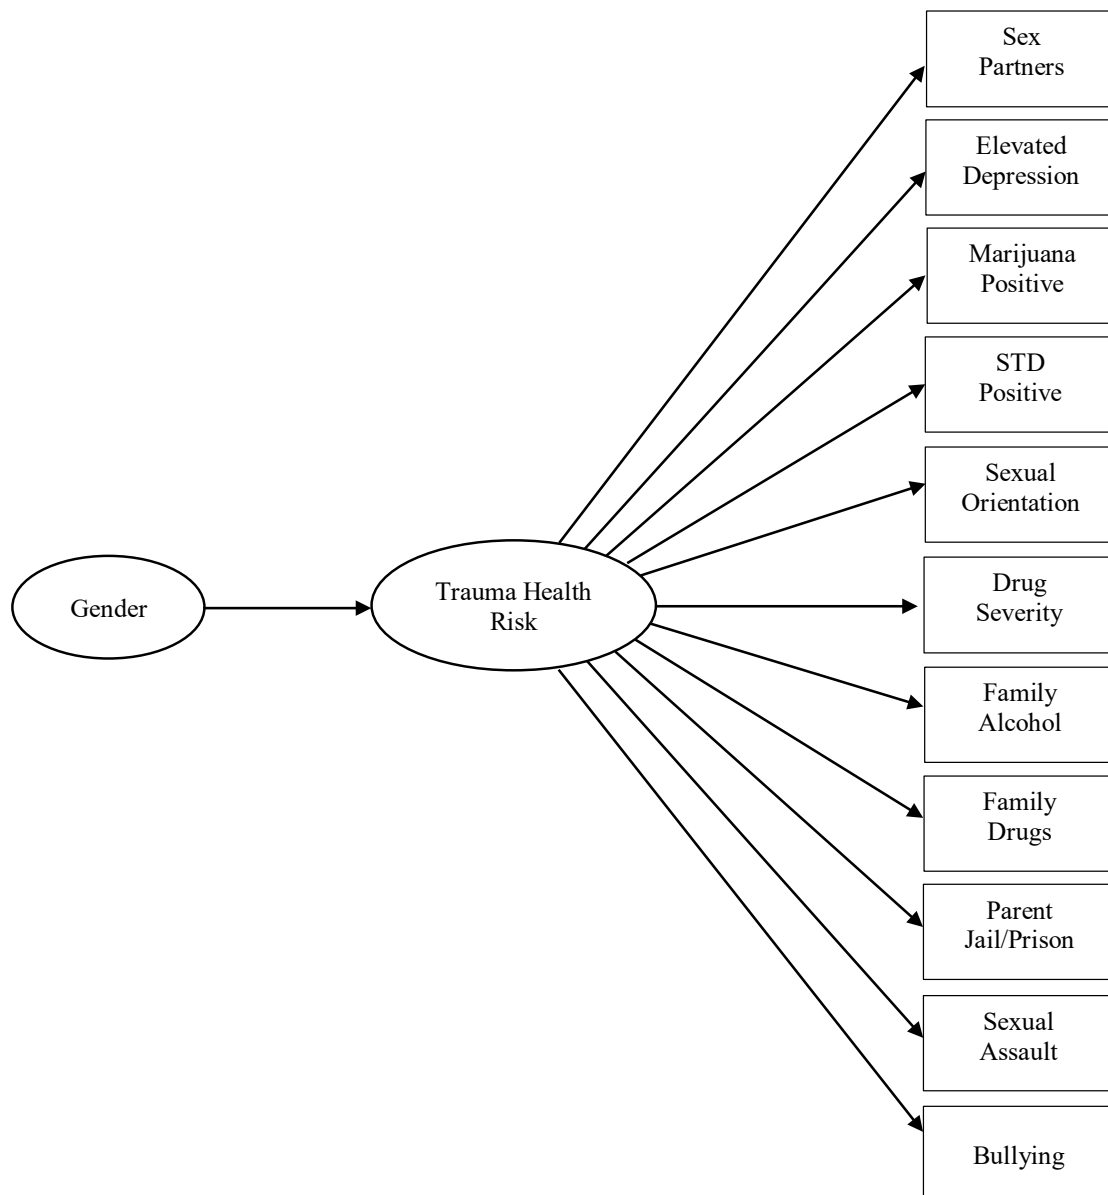 Sex
Partners
Elevated
Depression
Marijuana
Positive
STD
Positive
Sexual
Orientation
Gender
Trauma Health
Risk
Drug
Severity
Family
Alcohol
Family
Drugs
Parent
Jail/Prison
Sexual
Assault
Bullying